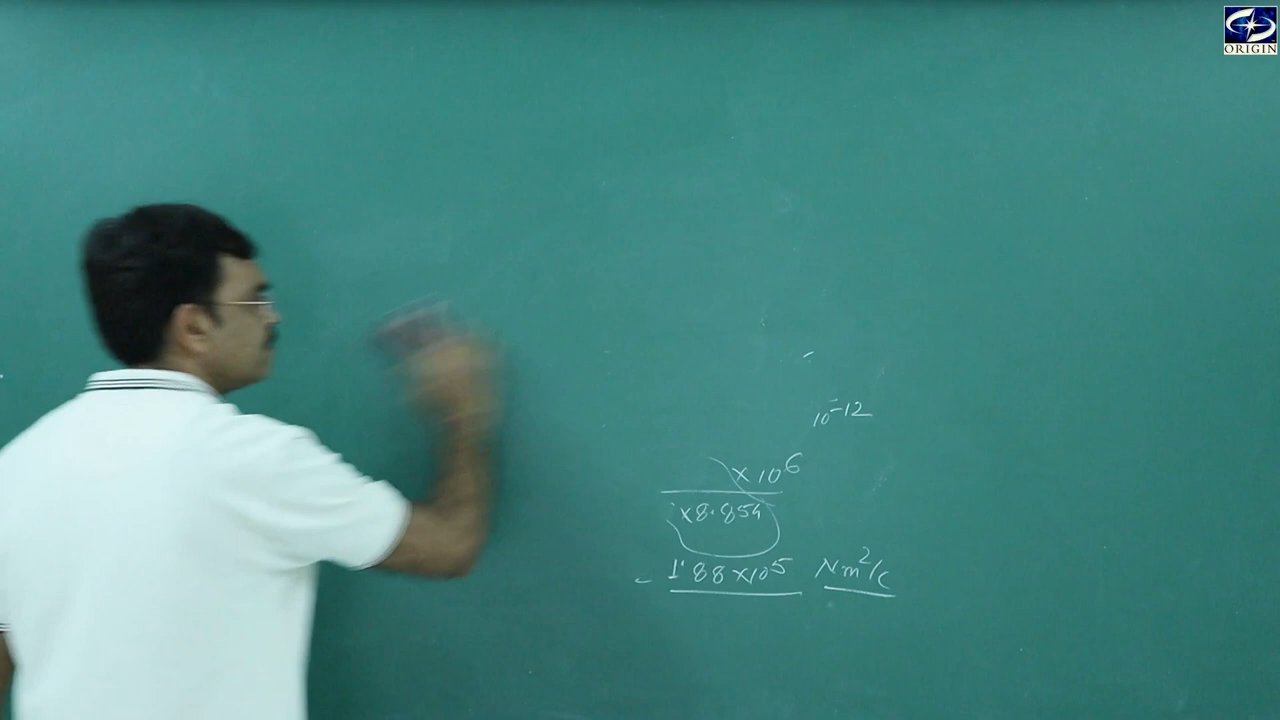 ORIGIN
10⁻¹²
×10⁶
×8.854
= 1.88×10⁵ Nm²/C